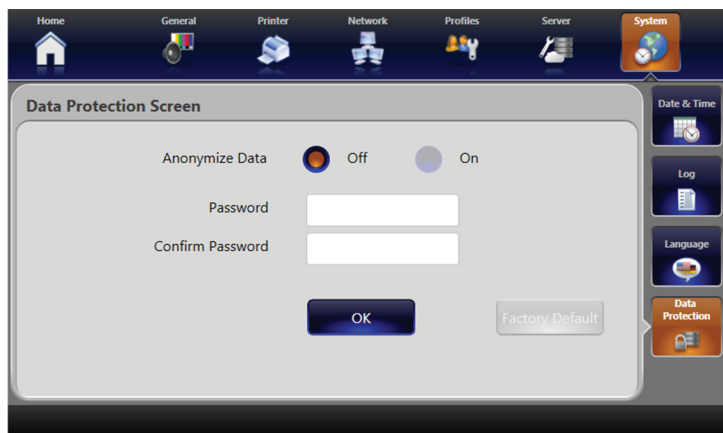 Home General Printer Network Profiles Server System
Data Protection Screen
Date & Time
Anonymize Data Off On
Log
Password
Confirm Password
Language
OK Factory Default
Data
Protection